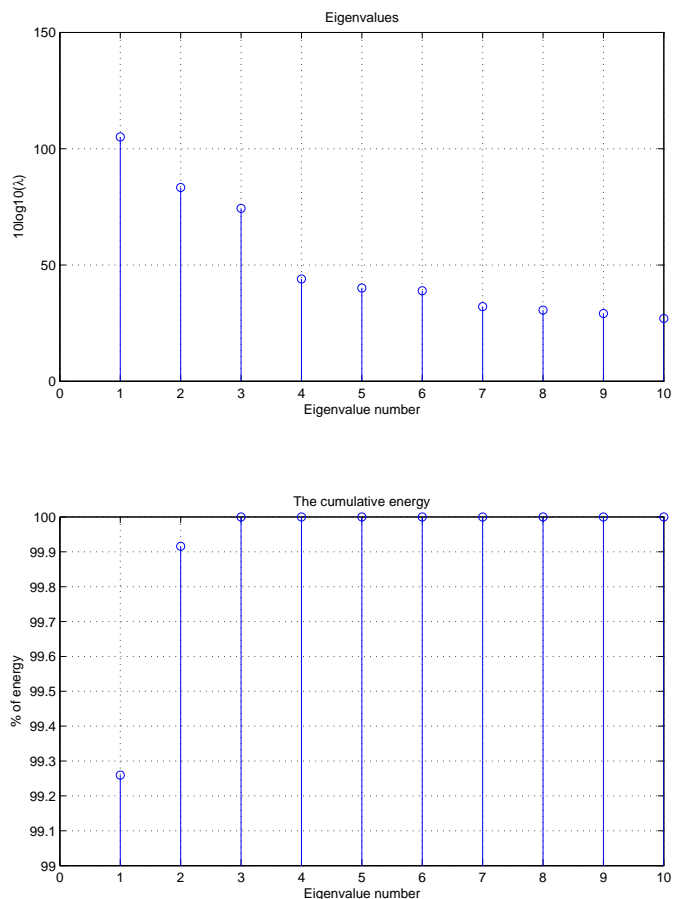 Eigenvalues
150
100
50
0
10log10(λ)
0 1 2 3 4 5 6 7 8 9 10
Eigenvalue number
The cumulative energy
100
99.9
99.8
99.7
99.6
99.5
99.4
99.3
99.2
99.1
99
% of energy
0 1 2 3 4 5 6 7 8 9 10
Eigenvalue number